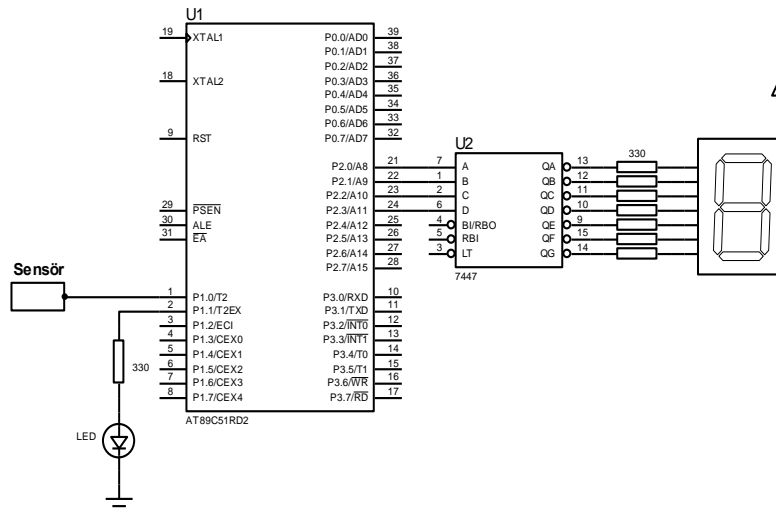 U1
19 XTAL1 P0.0/AD0 39
P0.1/AD1 38
P0.2/AD2 37
18 XTAL2 P0.3/AD3 36
P0.4/AD4 35
P0.5/AD5 34
P0.6/AD6 33
9 RST P0.7/AD7 32
P2.0/A8 21
P2.1/A9 22
P2.2/A10 23
29 PSEN P2.3/A11 24
30 ALE P2.4/A12 25
31 EA P2.5/A13 26
P2.6/A14 27
P2.7/A15 28
1 P1.0/T2 P3.0/RXD 10
2 P1.1/T2EX P3.1/TXD 11
3 P1.2/ECI P3.2/INT0 12
4 P1.3/CEX0 P3.3/INT1 13
5 P1.4/CEX1 P3.4/T0 14
6 P1.5/CEX2 P3.5/T1 15
7 P1.6/CEX3 P3.6/WR 16
8 P1.7/CEX4 P3.7/RD 17
AT89C51RD2
Sensör
330
LED
U2
7 A QA 13
1 B QB 12
2 C QC 11
6 D QD 10
4 BI/RBO QE 9
5 RBI QF 15
3 LT QG 14
7447
330